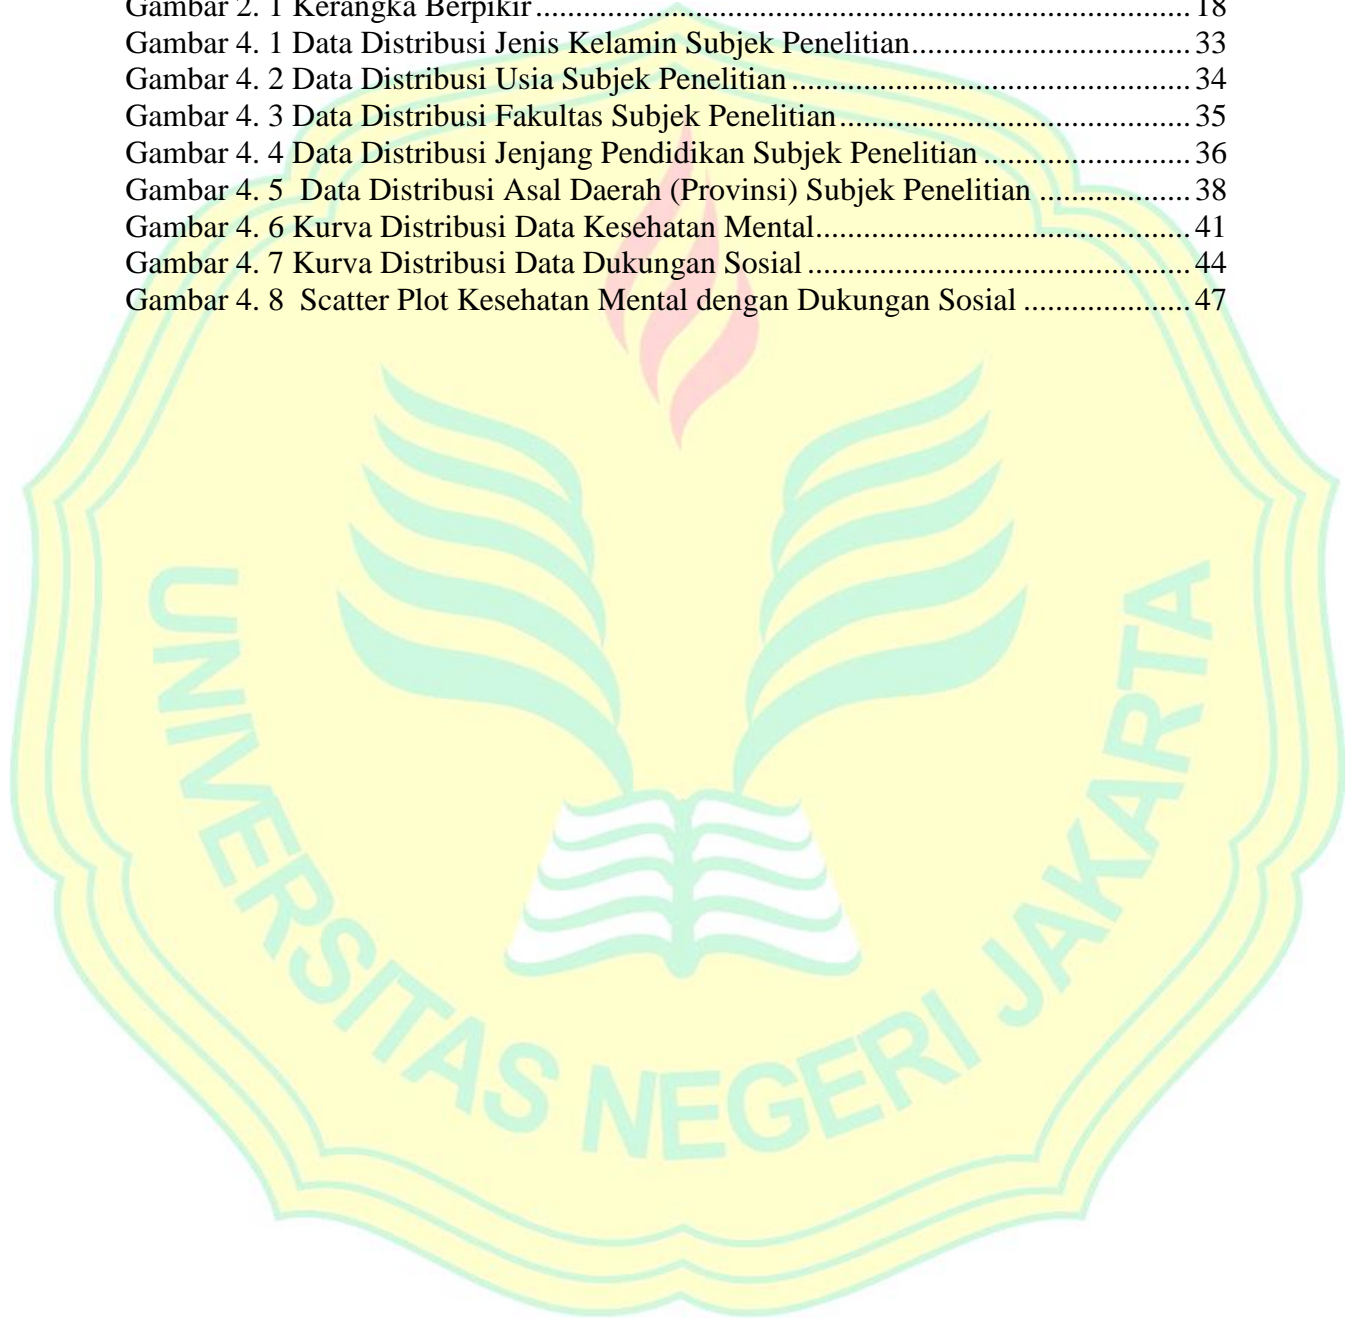 Gambar 2. 1 Kerangka Berpikir.................................................................................. 18
Gambar 4. 1 Data Distribusi Jenis Kelamin Subjek Penelitian................................... 33
Gambar 4. 2 Data Distribusi Usia Subjek Penelitian.................................................. 34
Gambar 4. 3 Data Distribusi Fakultas Subjek Penelitian............................................ 35
Gambar 4. 4 Data Distribusi Jenjang Pendidikan Subjek Penelitian.......................... 36
Gambar 4. 5  Data Distribusi Asal Daerah (Provinsi) Subjek Penelitian ................... 38
Gambar 4. 6 Kurva Distribusi Data Kesehatan Mental............................................... 41
Gambar 4. 7 Kurva Distribusi Data Dukungan Sosial................................................ 44
Gambar 4. 8  Scatter Plot Kesehatan Mental dengan Dukungan Sosial ..................... 47
UNIVERSITAS NEGERI JAKARTA